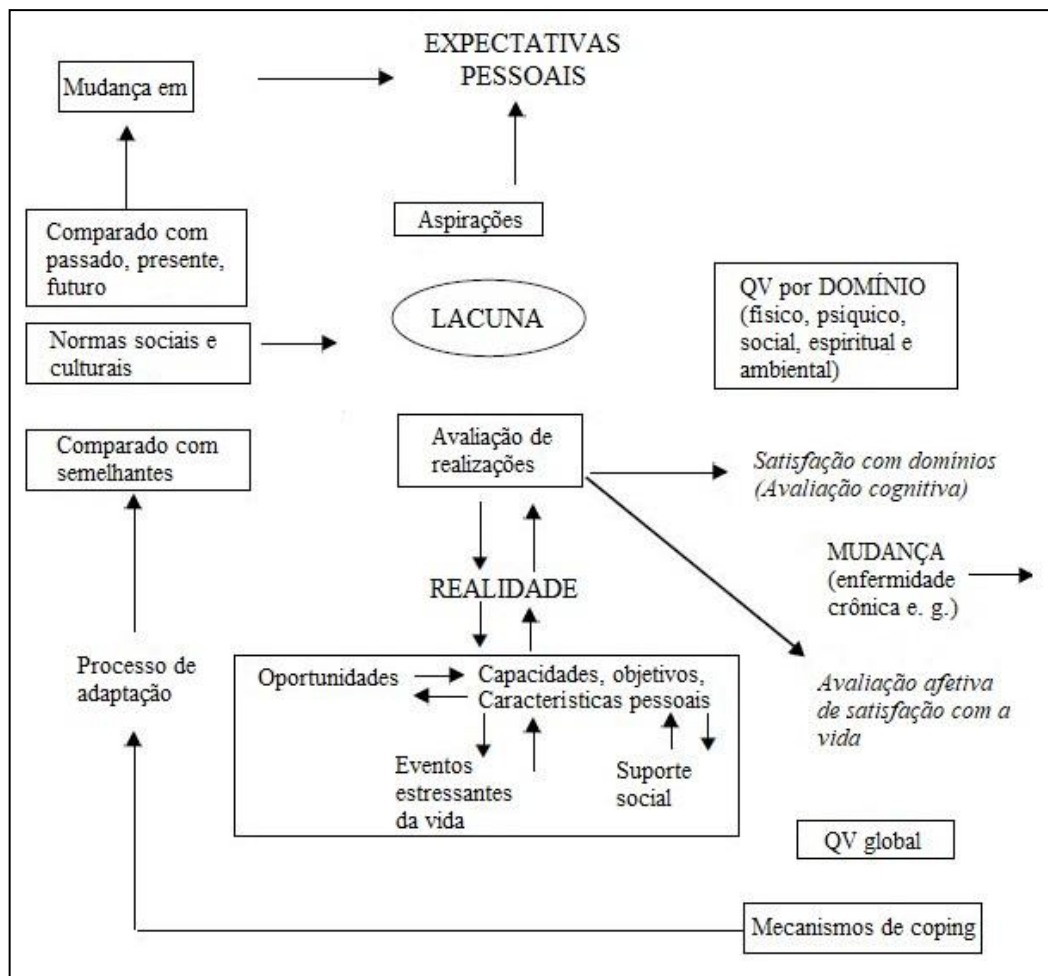 EXPECTATIVAS
PESSOAIS
Mudança em
Comparado com
passado, presente,
futuro
Aspirações
LACUNA
QV por DOMÍNIO
(físico, psiquico,
social, espiritual e
ambiental)
Normas sociais e
culturais
Comparado com
semelhantes
Avaliação de
realizações
Satisfação com domínios
(Avaliação cognitiva)
MUDANÇA
(enfermidade
crônica e. g.)
REALIDADE
Processo de
adaptação
Oportunidades
Capacidades, objetivos,
Características pessoais
Avaliação afetiva
de satisfação com a
vida
Eventos
estressantes
da vida
Suporte
social
QV global
Mecanismos de coping